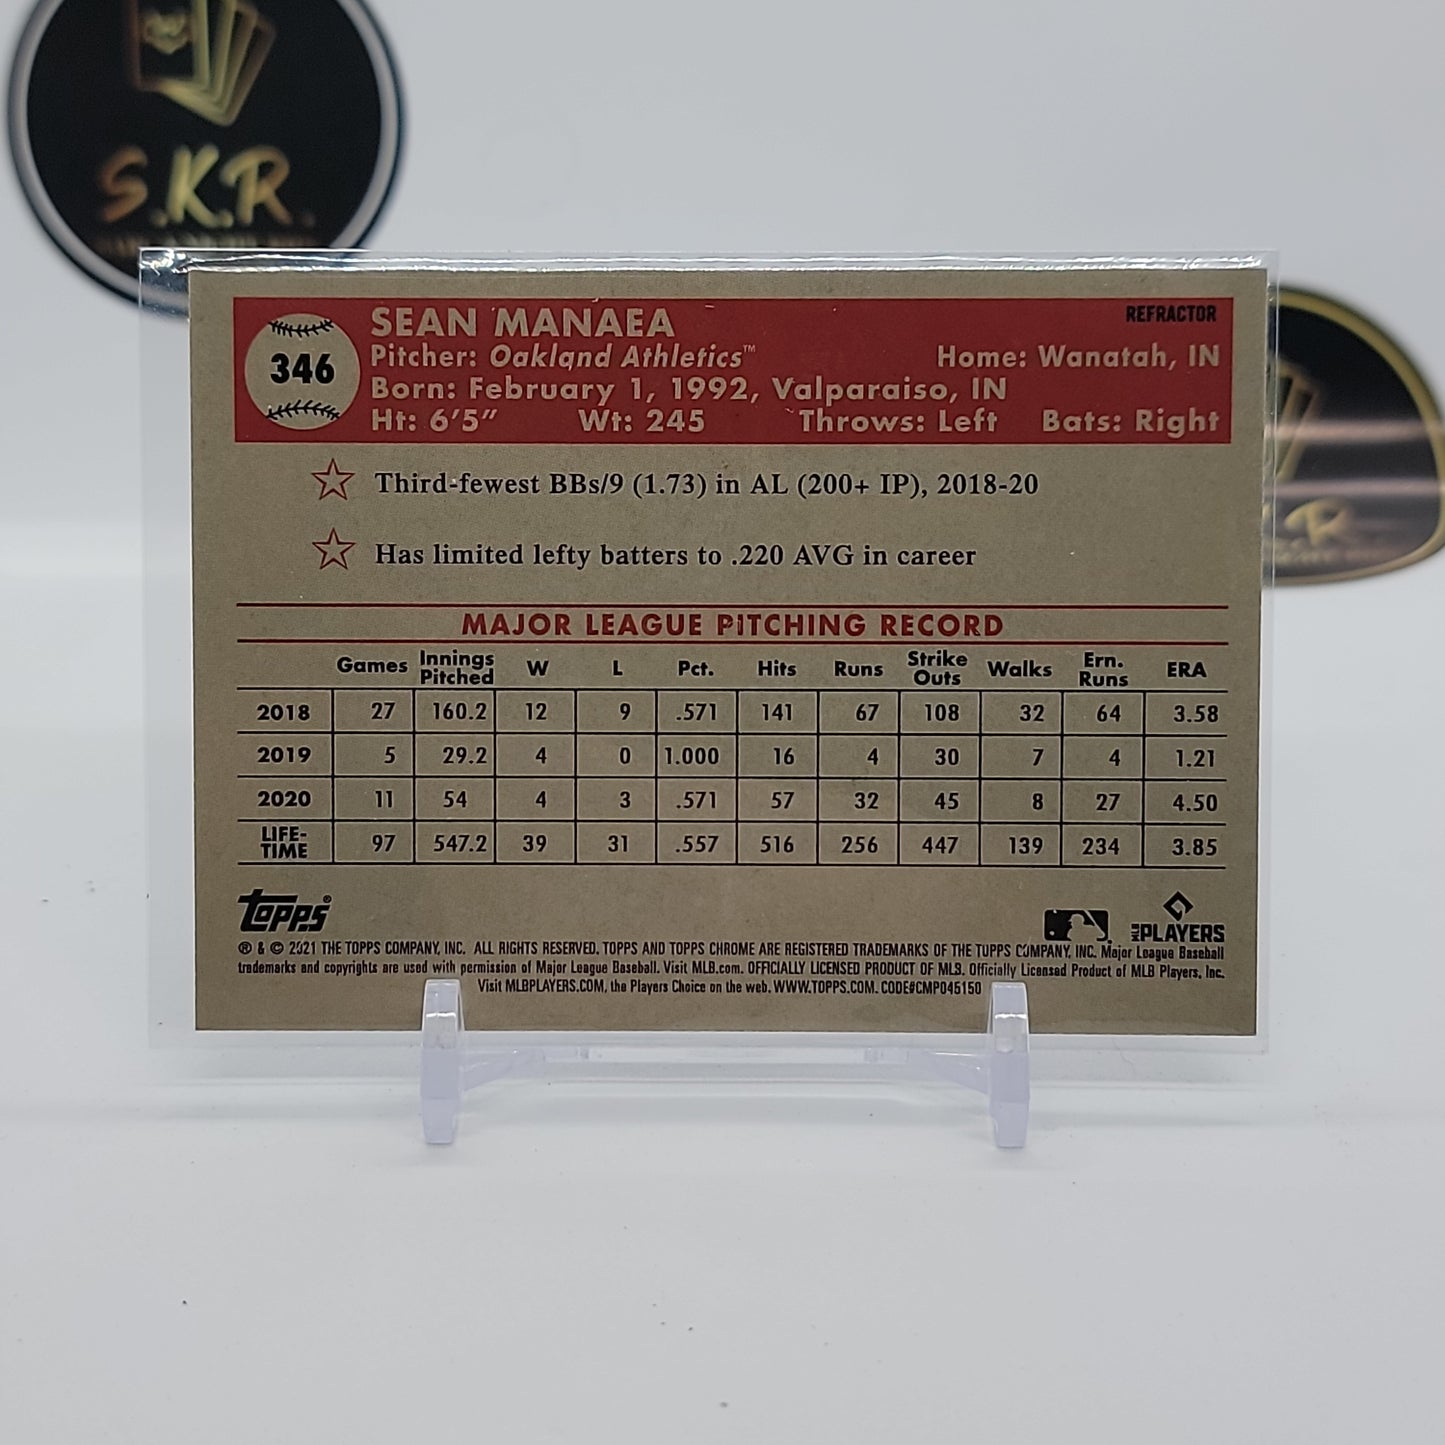 S.K.R.
346
SEAN MANAEA
REFRACTOR
Pitcher: Oakland Athletics™ Home: Wanatah, IN
Born: February 1, 1992, Valparaiso, IN
Ht: 6'5" Wt: 245 Throws: Left Bats: Right
☆ Third-fewest BBs/9 (1.73) in AL (200+ IP), 2018-20
☆ Has limited lefty batters to .220 AVG in career
MAJOR LEAGUE PITCHING RECORD
Games Innings Pitched W L Pct. Hits Runs Strike Outs Walks Ern. Runs ERA
2018 27 160.2 12 9 .571 141 67 108 32 64 3.58
2019 5 29.2 4 0 1.000 16 4 30 7 4 1.21
2020 11 54 4 3 .571 57 32 45 8 27 4.50
LIFE-TIME 97 547.2 39 31 .557 516 256 447 139 234 3.85
Topps®
MLB PLAYERS
® & © 2021 THE TOPPS COMPANY, INC. ALL RIGHTS RESERVED. TOPPS AND TOPPS CHROME ARE REGISTERED TRADEMARKS OF THE TOPPS COMPANY, INC. Major League Baseball
trademarks and copyrights are used with permission of Major League Baseball. Visit MLB.com. OFFICIALLY LICENSED PRODUCT OF MLB. Officially Licensed Product of MLB Players, Inc.
Visit MLBPLAYERS.COM, the Players Choice on the web. WWW.TOPPS.COM. CODE#CMP046150
K.R